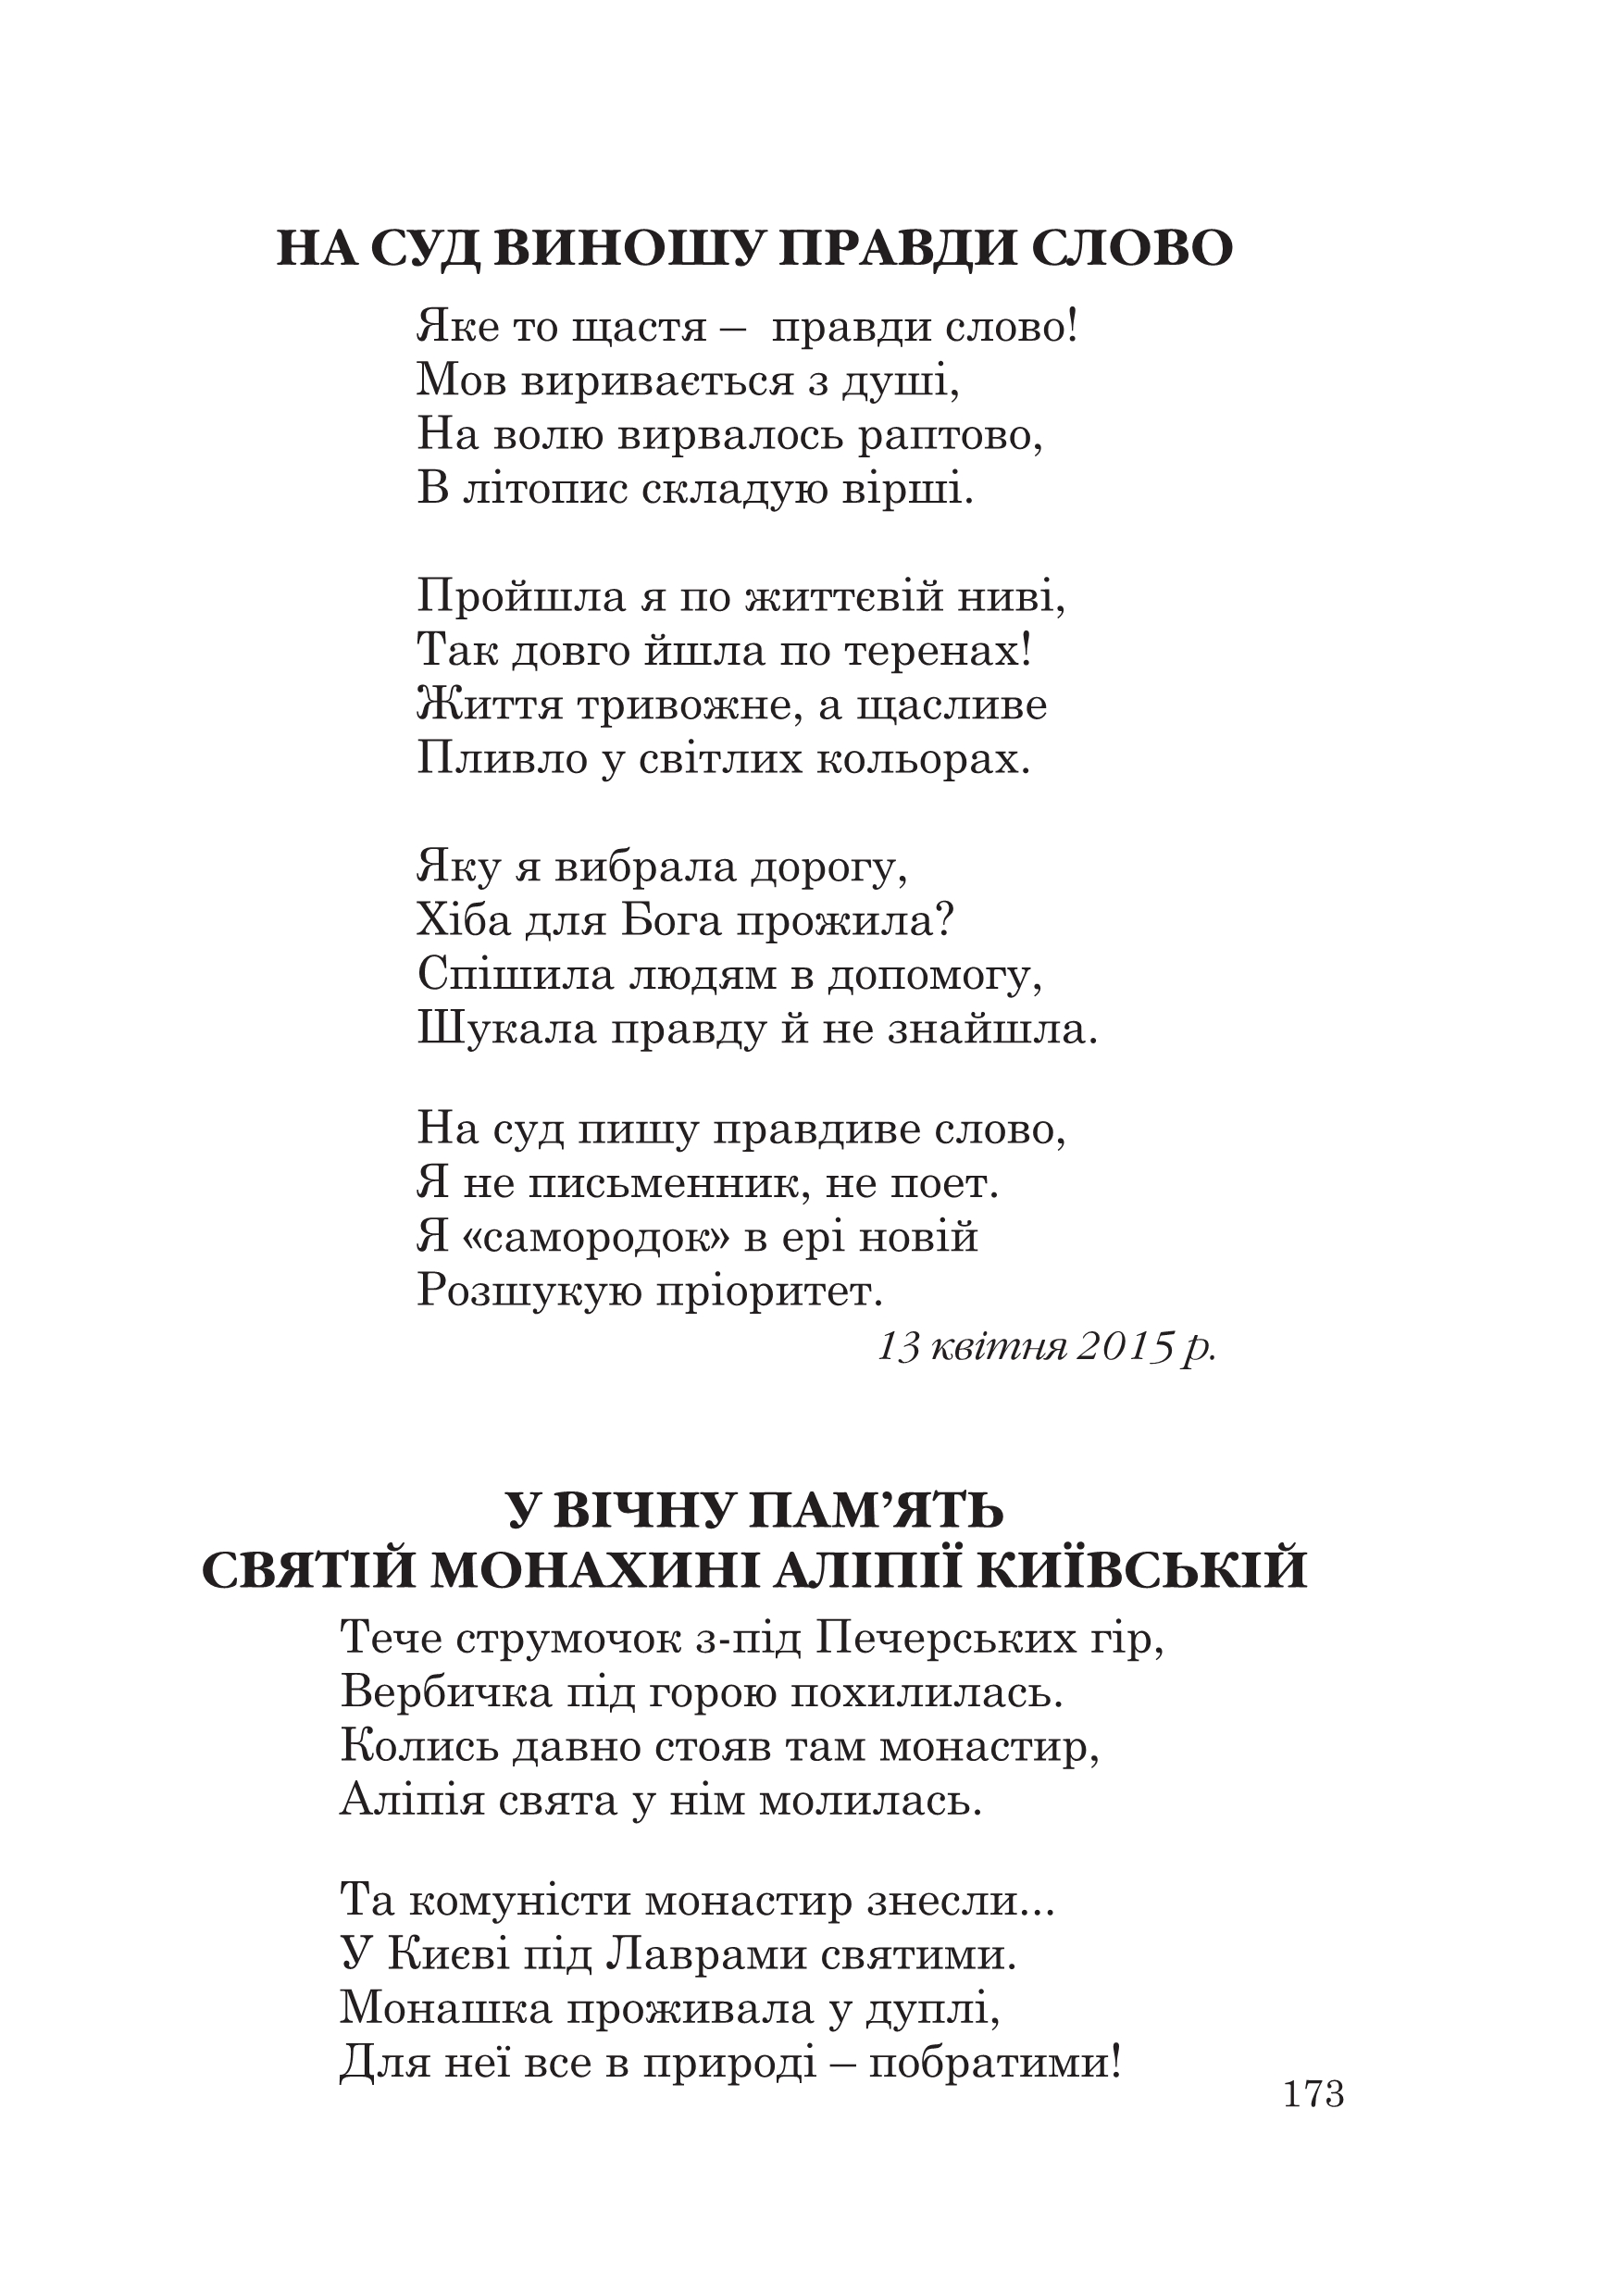 НА СУД ВИНОШУ ПРАВДИ СЛОВО
Яке то щастя – правди слово!
Мов виривається з душі,
На волю вирвалось раптово,
В літопис складую вірші.
Пройшла я по життєвій ниві,
Так довго йшла по теренах!
Життя тривожне, а щасливе
Пливло у світлих кольорах.
Яку я вибрала дорогу,
Хіба для Бога прожила?
Спішила людям в допомогу,
Шукала правду й не знайшла.
На суд пишу правдиве слово,
Я не письменник, не поет.
Я «самородок» в ері новій
Розшукую пріоритет.
13 квітня 2015 р.
У ВІЧНУ ПАМ’ЯТЬ
СВЯТІЙ МОНАХИНІ АЛІПІЇ КИЇВСЬКІЙ
Тече струмочок з-під Печерських гір,
Вербичка під горою похилилась.
Колись давно стояв там монастир,
Аліпія свята у нім молилась.
Та комуністи монастир знесли...
У Києві під Лаврами святими.
Монашка проживала у дуплі,
Для неї все в природі – побратими!
173